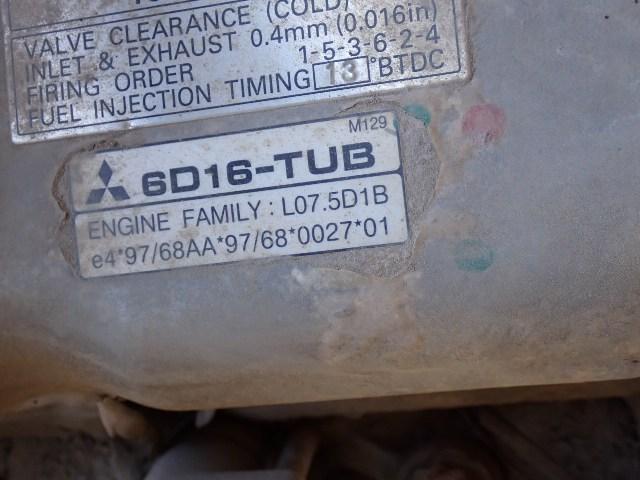 VALVE CLEARANCE (COLD)
INLET & EXHAUST 0.4mm (0.016in)
FIRING ORDER 1-5-3-6-2-4
FUEL INJECTION TIMING 13 °BTDC
M129
6D16-TUB
ENGINE FAMILY : L07.5D1B
e4*97/68AA*97/68*0027*01